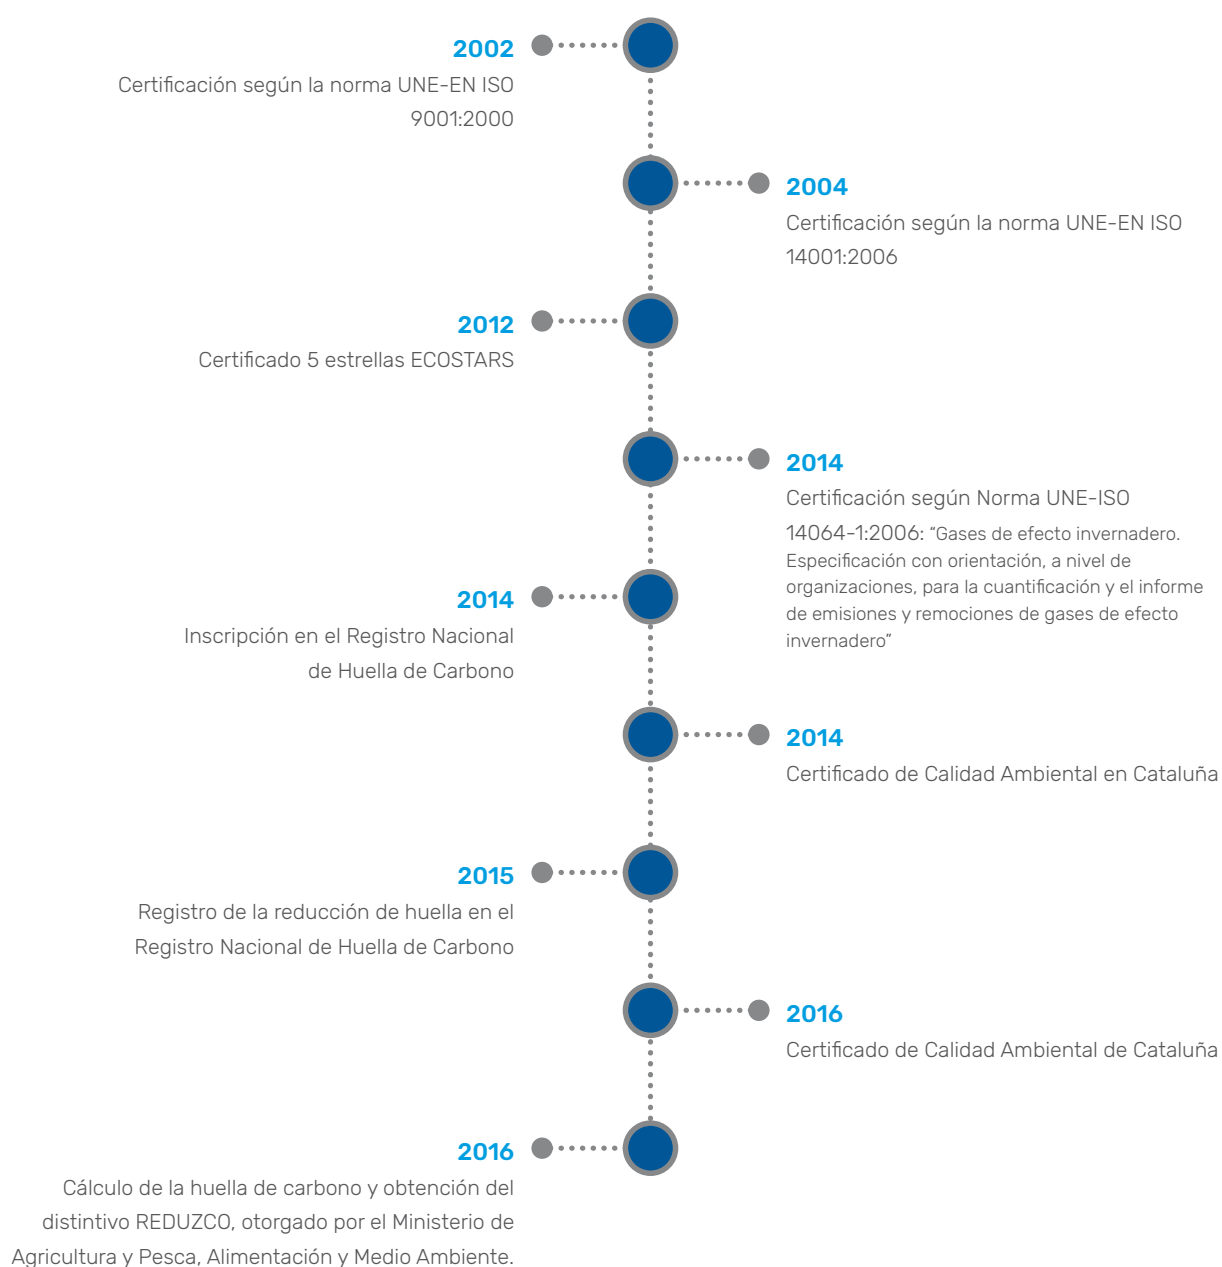 2002
Certificación según la norma UNE-EN ISO
9001:2000
2004
Certificación según la norma UNE-EN ISO
14001:2006
2012
Certificado 5 estrellas ECOSTARS
2014
Certificación según Norma UNE-ISO
14064-1:2006: “Gases de efecto invernadero.
Especificación con orientación, a nivel de
organizaciones, para la cuantificación y el informe
de emisiones y remociones de gases de efecto
invernadero”
2014
Inscripción en el Registro Nacional
de Huella de Carbono
2014
Certificado de Calidad Ambiental en Cataluña
2015
Registro de la reducción de huella en el
Registro Nacional de Huella de Carbono
2016
Certificado de Calidad Ambiental de Cataluña
2016
Cálculo de la huella de carbono y obtención del
distintivo REDUZCO, otorgado por el Ministerio de
Agricultura y Pesca, Alimentación y Medio Ambiente.